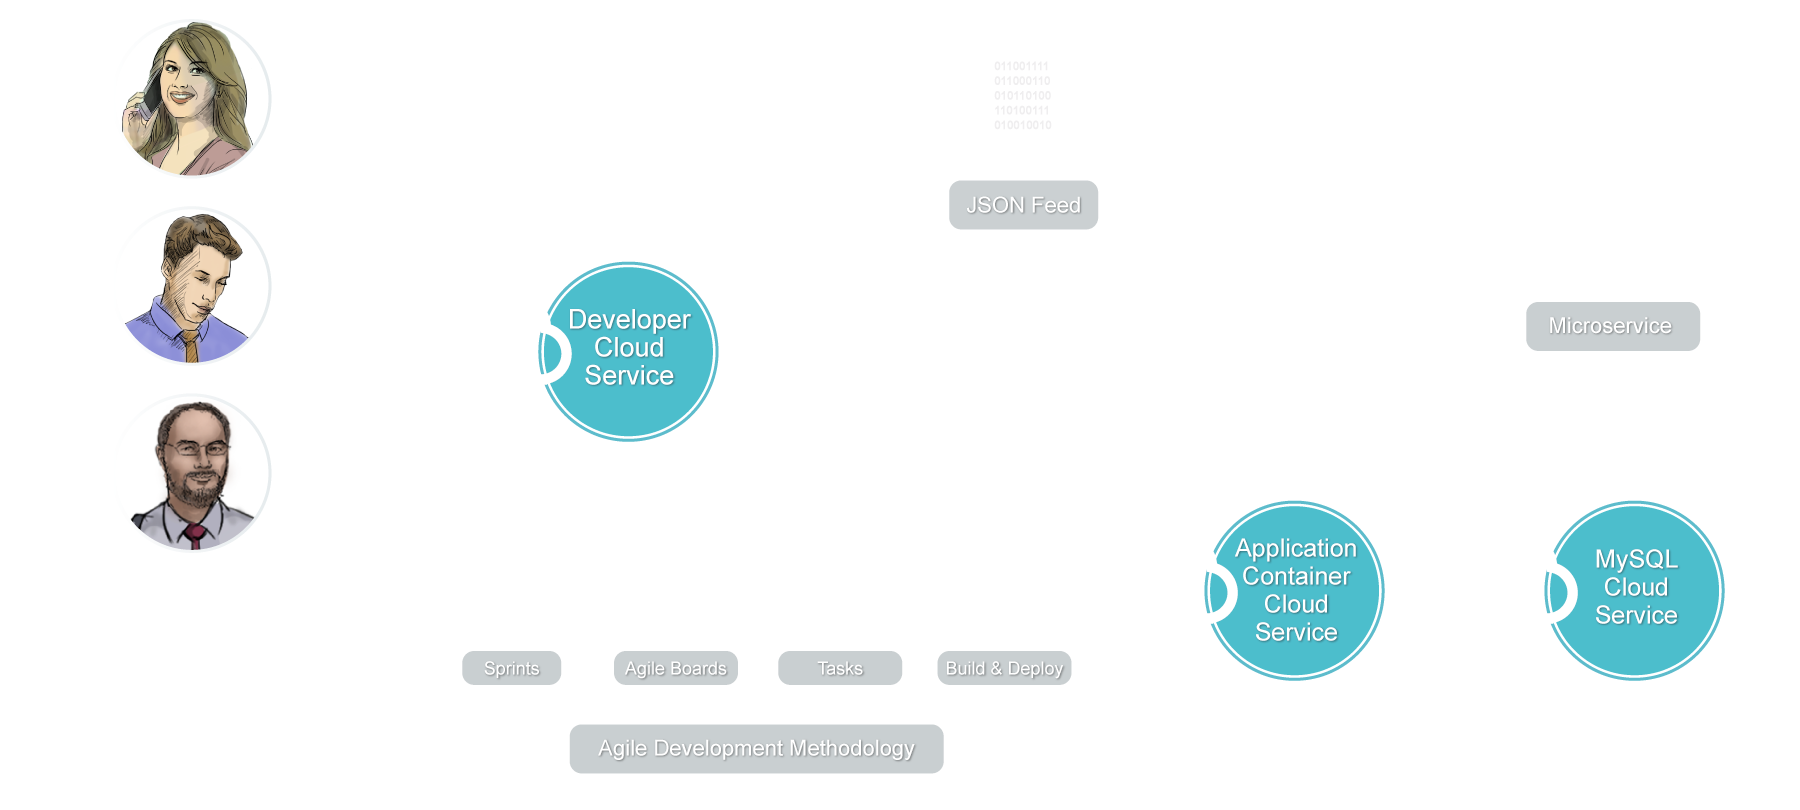 011001111
011000110
010110100
110100111
010010010
JSON Feed
Developer
Cloud
Service
Microservice
Application
Container
Cloud
Service
MySQL
Cloud
Service
Sprints
Agile Boards
Tasks
Build & Deploy
Agile Development Methodology